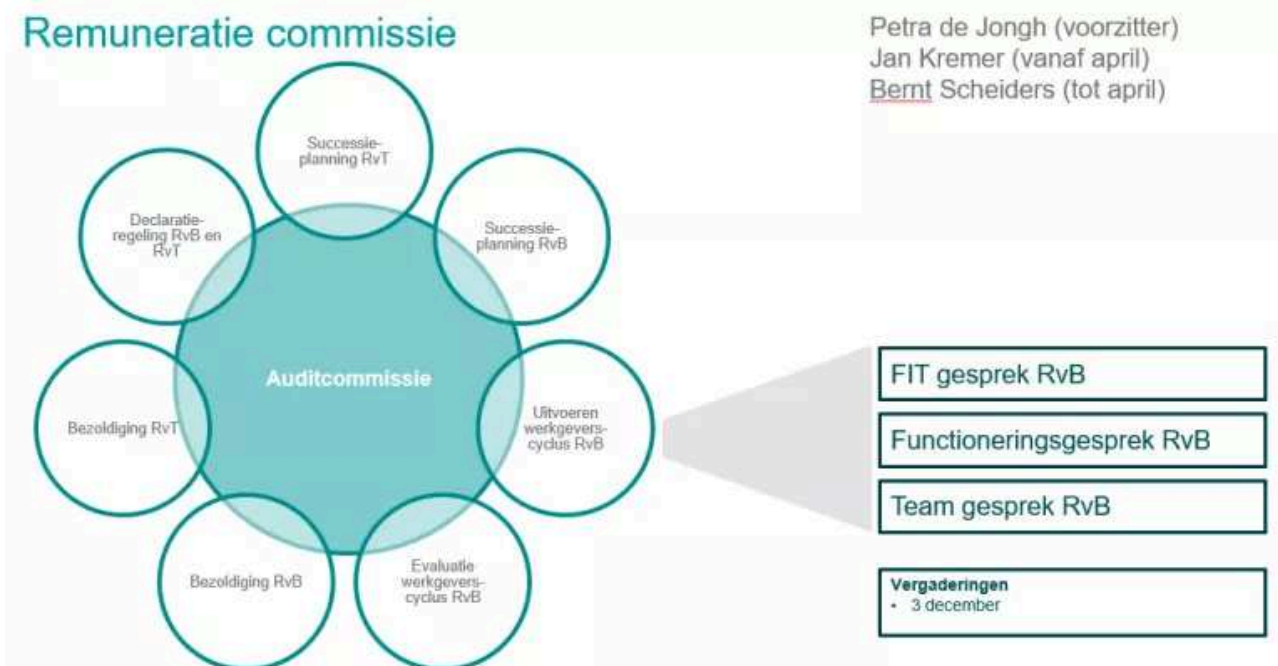 Remuneratie commissie
Petra de Jongh (voorzitter)
Jan Kremer (vanaf april)
Bernt Scheiders (tot april)
Successie-
planning RvT
Successie-
planning RvB
Declaratie-
regeling RvB en
RvT
Auditcommissie
Bezoldiging RvT
Uitvoeren
werkgevers-
cyclus RvB
Bezoldiging RvB
Evaluatie
werkgevers-
cyclus RvB
FIT gesprek RvB
Functioneringsgesprek RvB
Team gesprek RvB
Vergaderingen
• 3 december